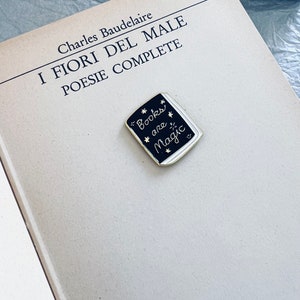 Charles Baudelaire
I FIORI DEL MALE
POESIE COMPLETE
Books
are
Magic